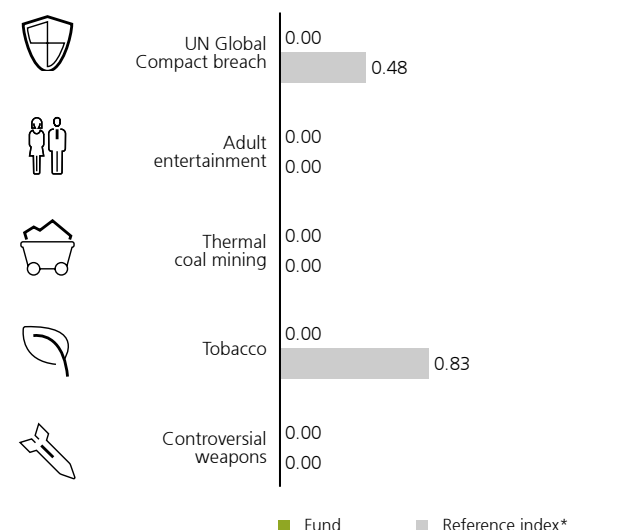 UN Global
Compact breach
0.00
0.48
Adult
entertainment
0.00
0.00
Thermal
coal mining
0.00
0.00
Tobacco
0.00
0.83
Controversial
weapons
0.00
0.00
Fund
Reference index*